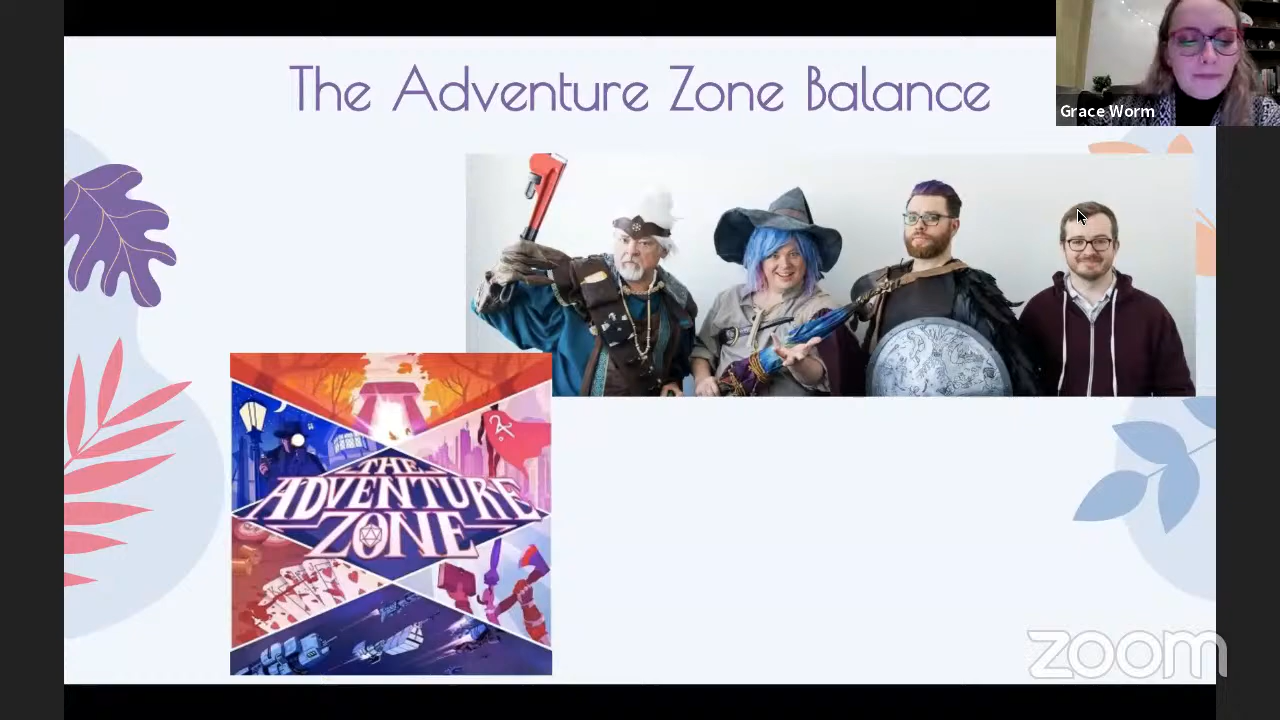 The Adventure Zone Balance
Grace Worm
THE
ADVENTURE
ZONE
zoom